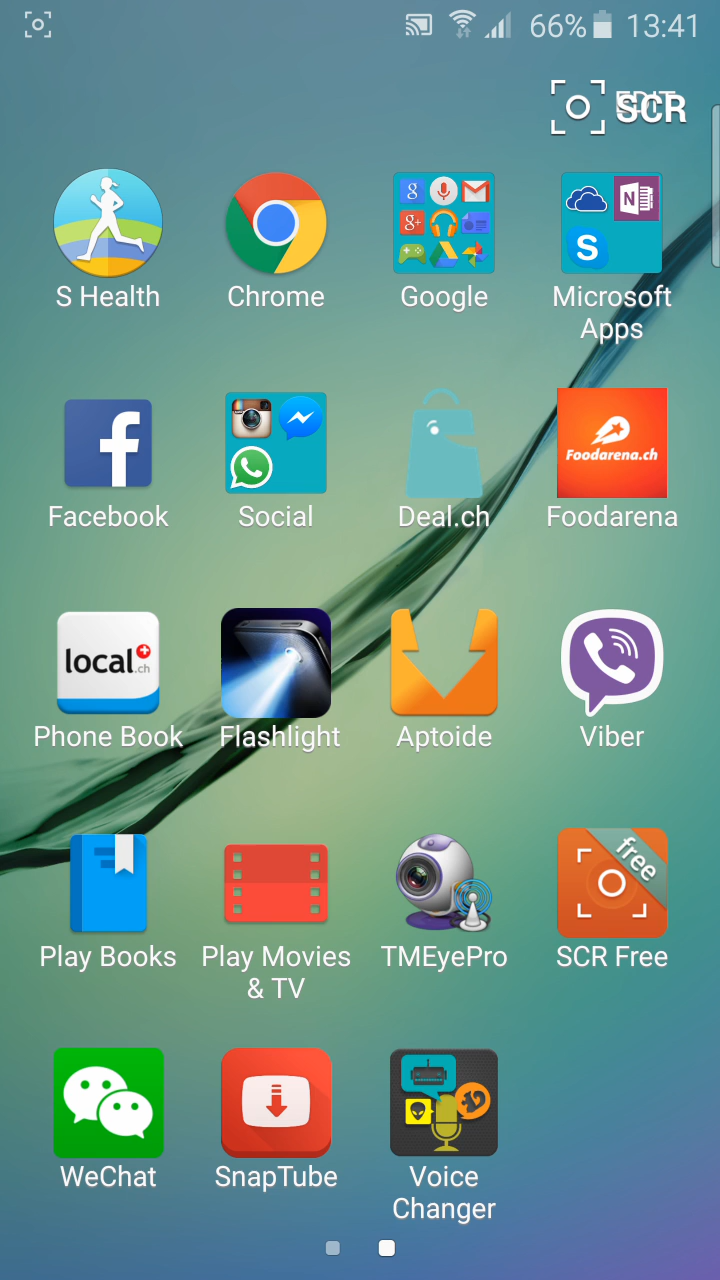 66% 13:41
EDIT
SCR
S Health
Chrome
Google
Microsoft
Apps
Facebook
Social
Deal.ch
Foodarena.ch
Foodarena
local.ch
Phone Book
Flashlight
Aptoide
Viber
free
Play Books
Play Movies
& TV
TMEyePro
SCR Free
WeChat
SnapTube
Voice
Changer